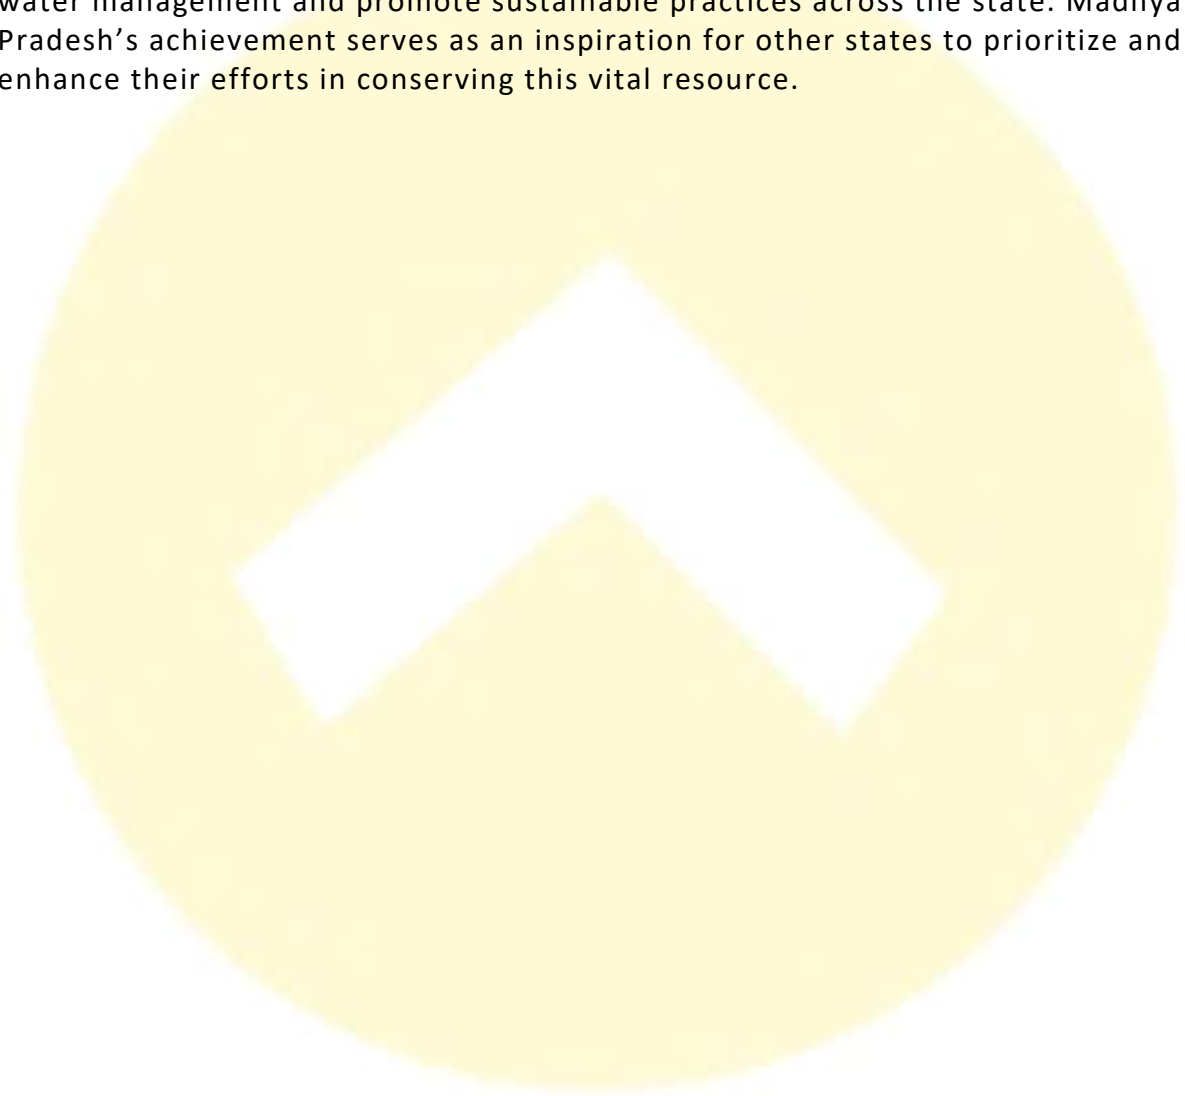 water management and promote sustainable practices across the state. Madhya
Pradesh’s achievement serves as an inspiration for other states to prioritize and
enhance their efforts in conserving this vital resource.